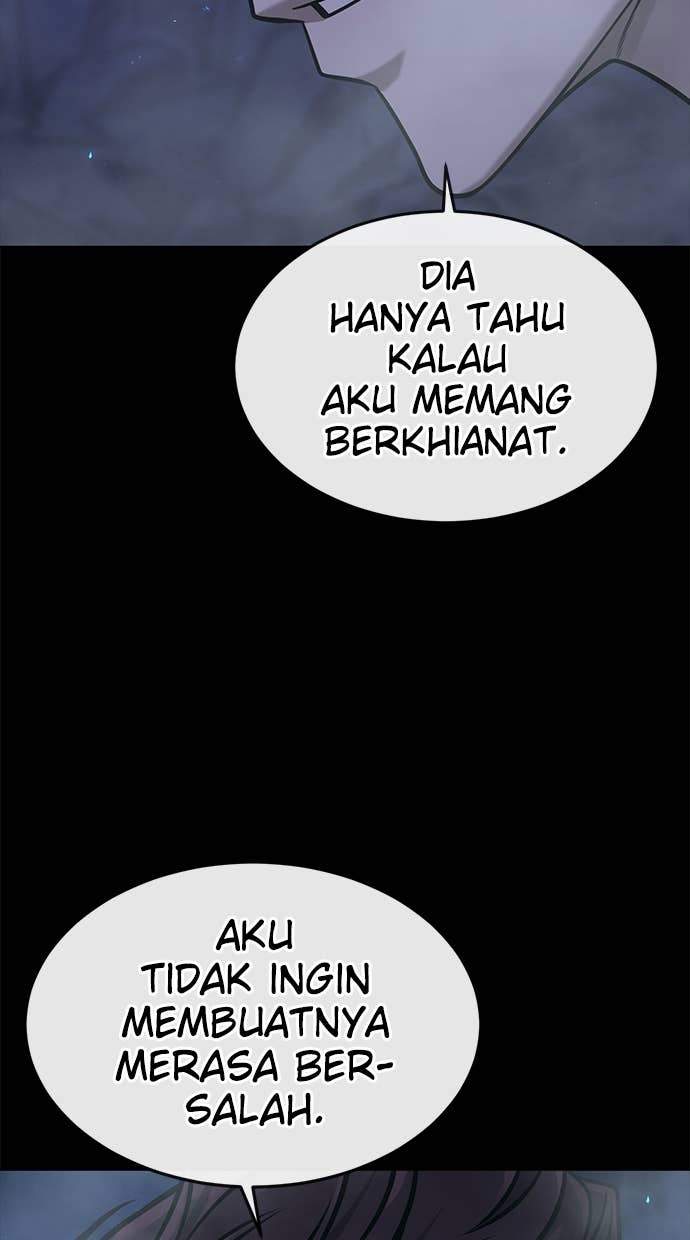 DIA
HANYA TAHU
KALAU
AKU MEMANG
BERKHIANAT.
AKU
TIDAK INGIN
MEMBUATNYA
MERASA BER-
SALAH.